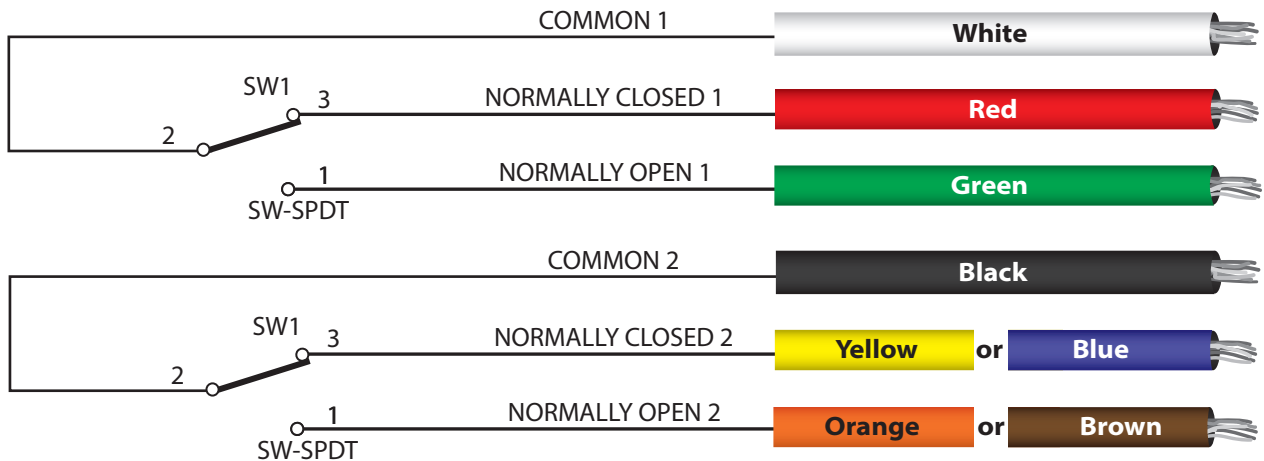 COMMON 1 White
SW1 3 NORMALLY CLOSED 1 Red
2
1 NORMALLY OPEN 1 Green
SW-SPDT
COMMON 2 Black
SW1 3 NORMALLY CLOSED 2 Yellow or Blue
2
1 NORMALLY OPEN 2 Orange or Brown
SW-SPDT